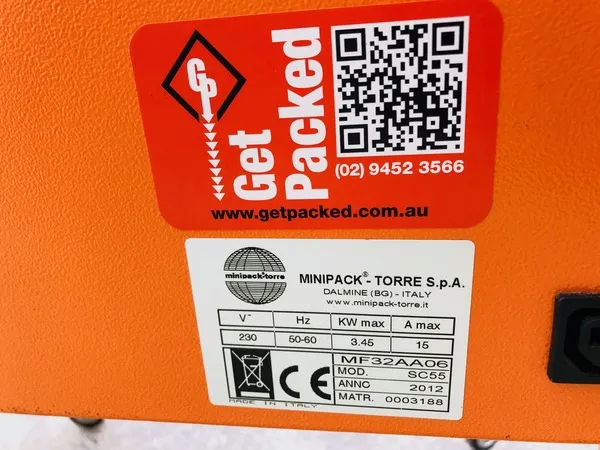 GP
Get
Packed
(02) 9452 3566
www.getpacked.com.au
minipack-torre
MINIPACK® - TORRE S.p.A.
DALMINE (BG) - ITALY
www.minipack-torre.it
V~ Hz KW max A max
230 50-60 3.45 15
MF32AA06
MOD. SC55
ANNO 2012
MATR. 0003188
CE
MADE IN ITALY